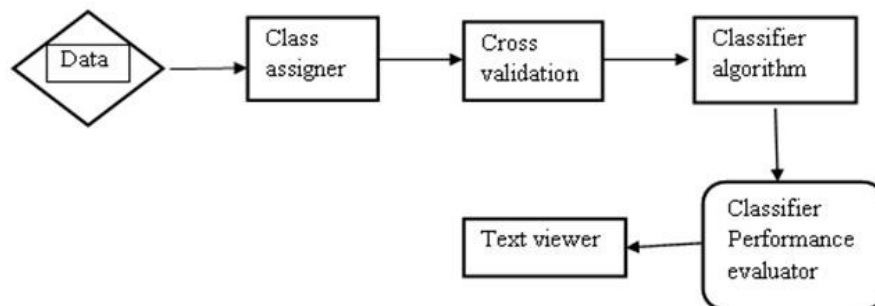 Data
Class
assigner
Cross
validation
Classifier
algorithm
Classifier
Performance
evaluator
Text viewer